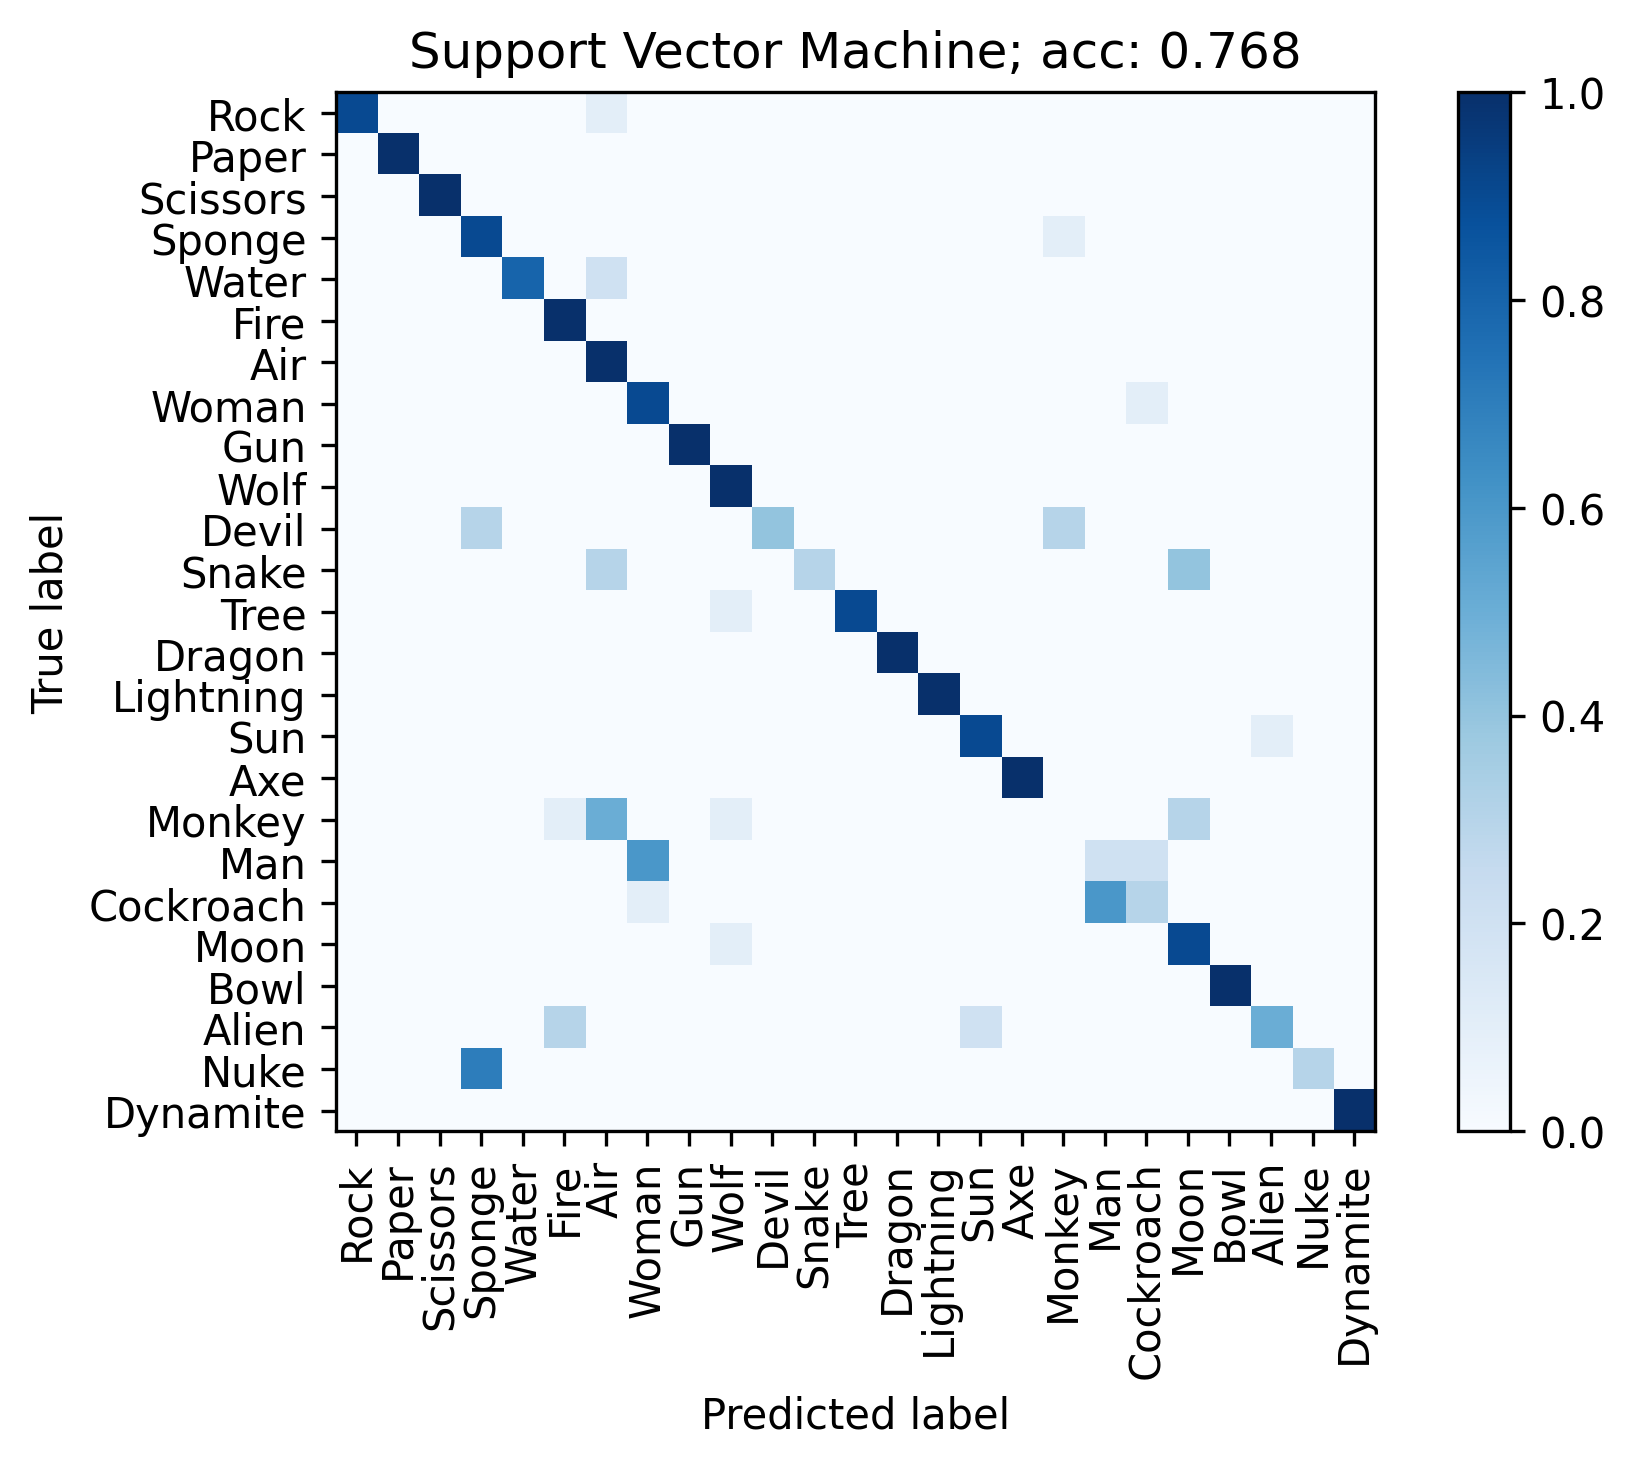 Support Vector Machine; acc: 0.768
True label
Rock
Paper
Scissors
Sponge
Water
Fire
Air
Woman
Gun
Wolf
Devil
Snake
Tree
Dragon
Lightning
Sun
Axe
Monkey
Man
Cockroach
Moon
Bowl
Alien
Nuke
Dynamite
Rock
Paper
Scissors
Sponge
Water
Fire
Air
Woman
Gun
Wolf
Devil
Snake
Tree
Dragon
Lightning
Sun
Axe
Monkey
Man
Cockroach
Moon
Bowl
Alien
Nuke
Dynamite
Predicted label
1.0
0.8
0.6
0.4
0.2
0.0